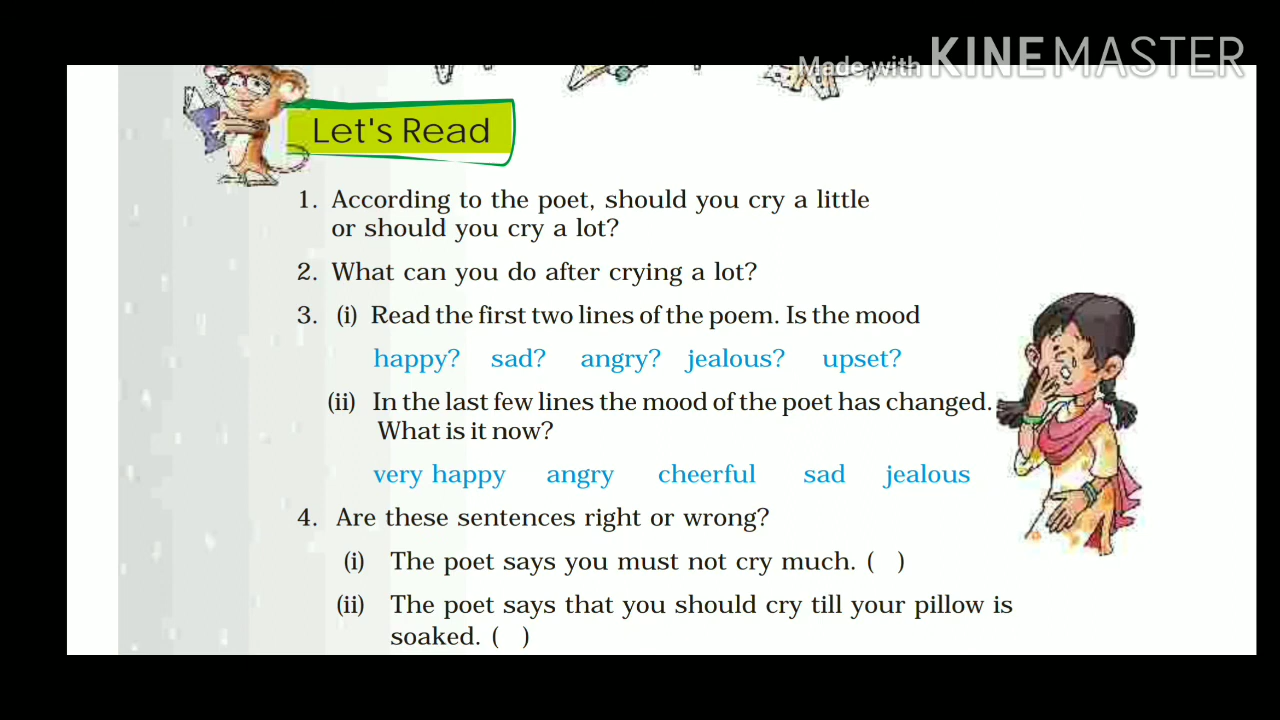 Made with KINEMASTER
Let's Read
1. According to the poet, should you cry a little
or should you cry a lot?
2. What can you do after crying a lot?
3. (i) Read the first two lines of the poem. Is the mood
happy? sad? angry? jealous? upset?
(ii) In the last few lines the mood of the poet has changed.
What is it now?
very happy angry cheerful sad jealous
4. Are these sentences right or wrong?
(i) The poet says you must not cry much. ( )
(ii) The poet says that you should cry till your pillow is
soaked. ( )